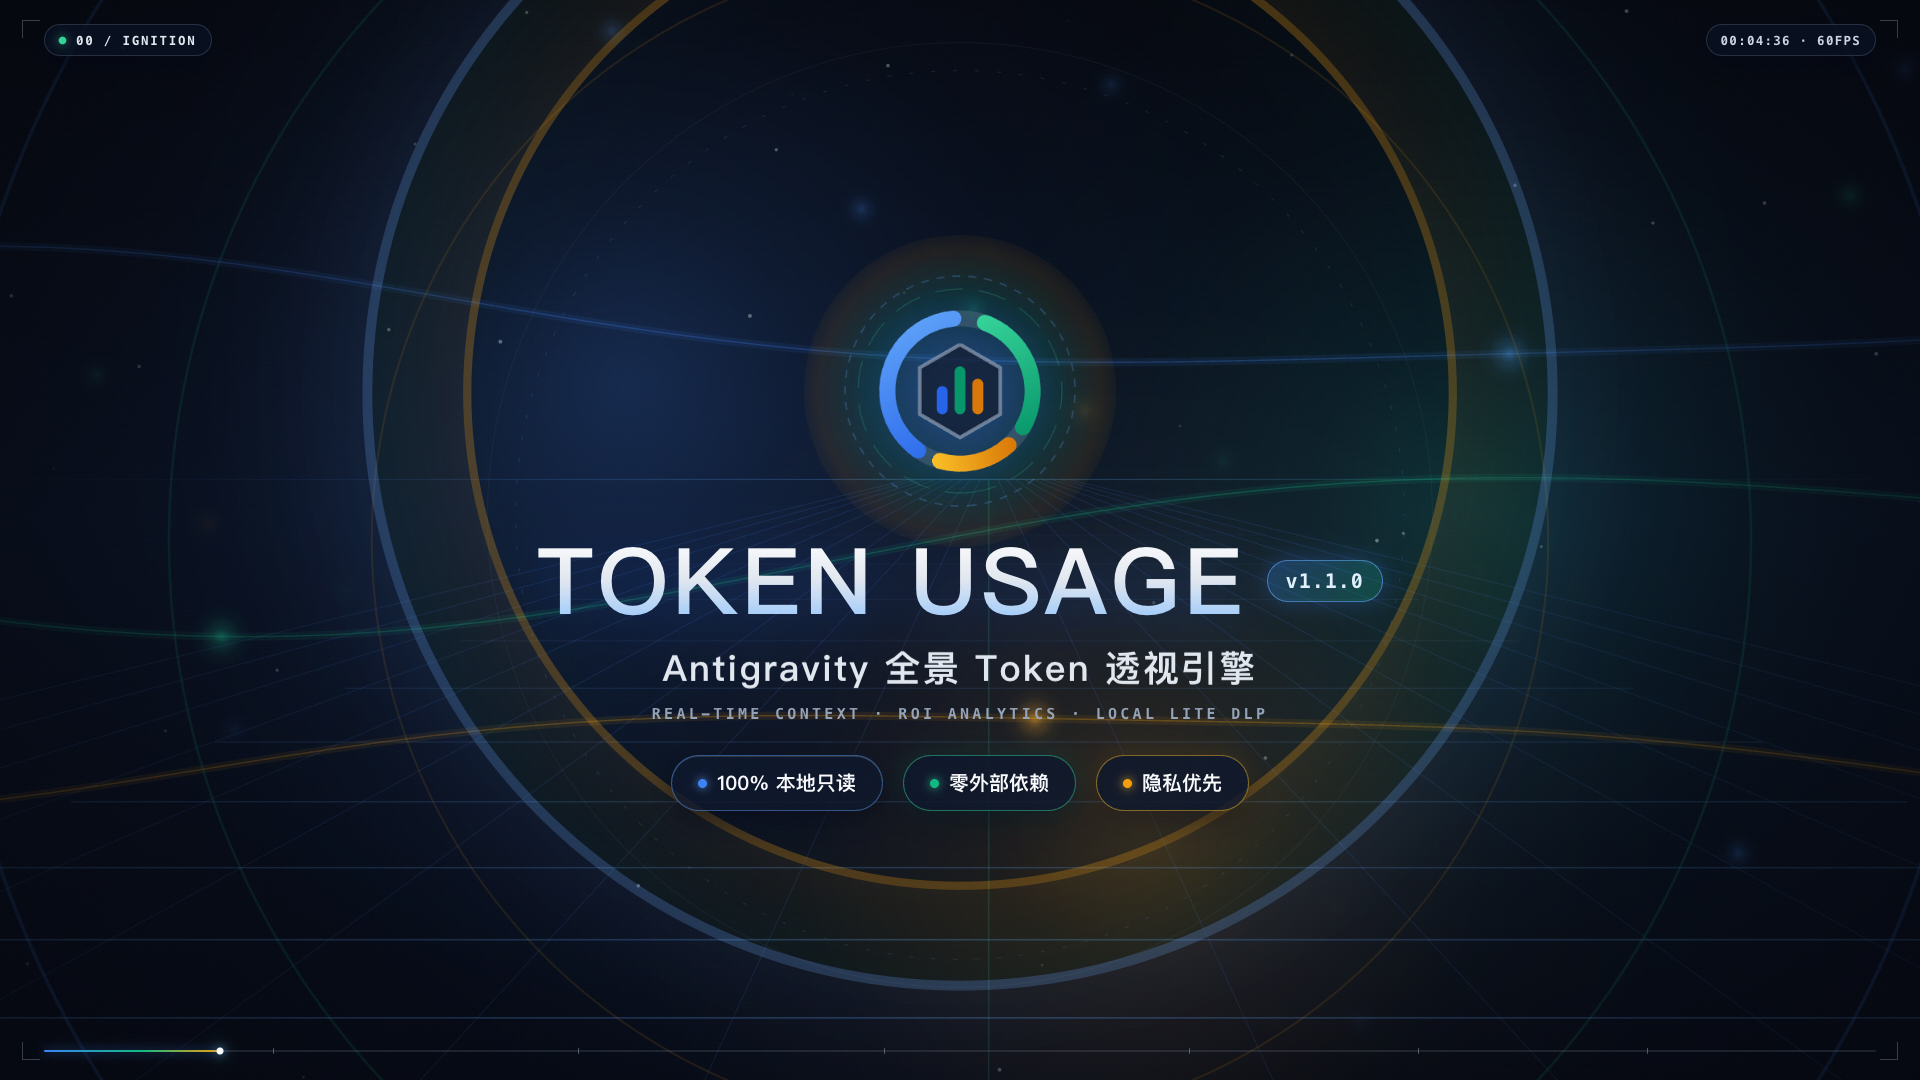 00 / IGNITION
00:04:36 · 60FPS
TOKEN USAGE v1.1.0
Antigravity 全景 Token 透视引擎
REAL-TIME CONTEXT · ROI ANALYTICS · LOCAL LITE DLP
100% 本地只读
零外部依赖
隐私优先